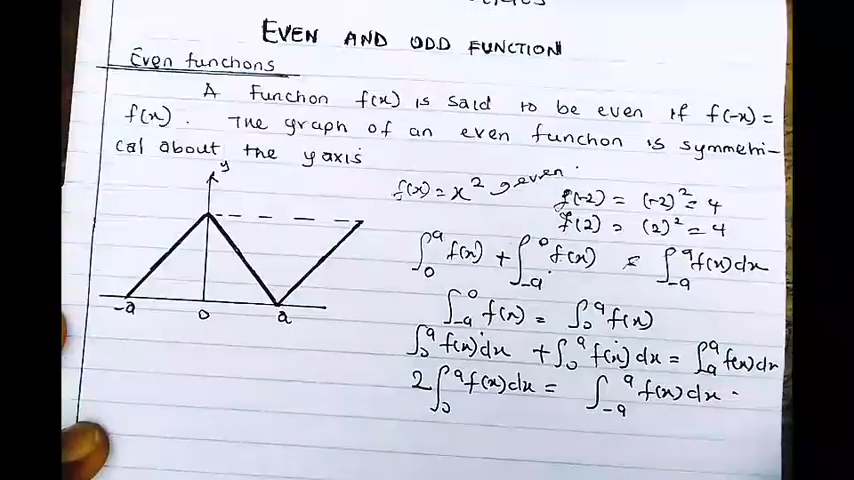 EVEN AND ODD FUNCTION
Even functions
A Function f(x) is said to be even if f(-x) =
f(x). The graph of an even function is symmetri-
cal about the y axis
y
f(x) = x² → even.
f(-2) = (-2)² = 4
f(2) = (2)² = 4
∫₀ᵃ f(x) + ∫₋ₐ⁰ f(x) = ∫₋ₐᵃ f(x) dx
-a 0 a
∫₋ₐ⁰ f(x) = ∫₀ᵃ f(x)
∫₀ᵃ f(x) dx + ∫₀ᵃ f(x) dx = ∫₋ₐᵃ f(x) dx
2 ∫₀ᵃ f(x) dx = ∫₋ₐᵃ f(x) dx.